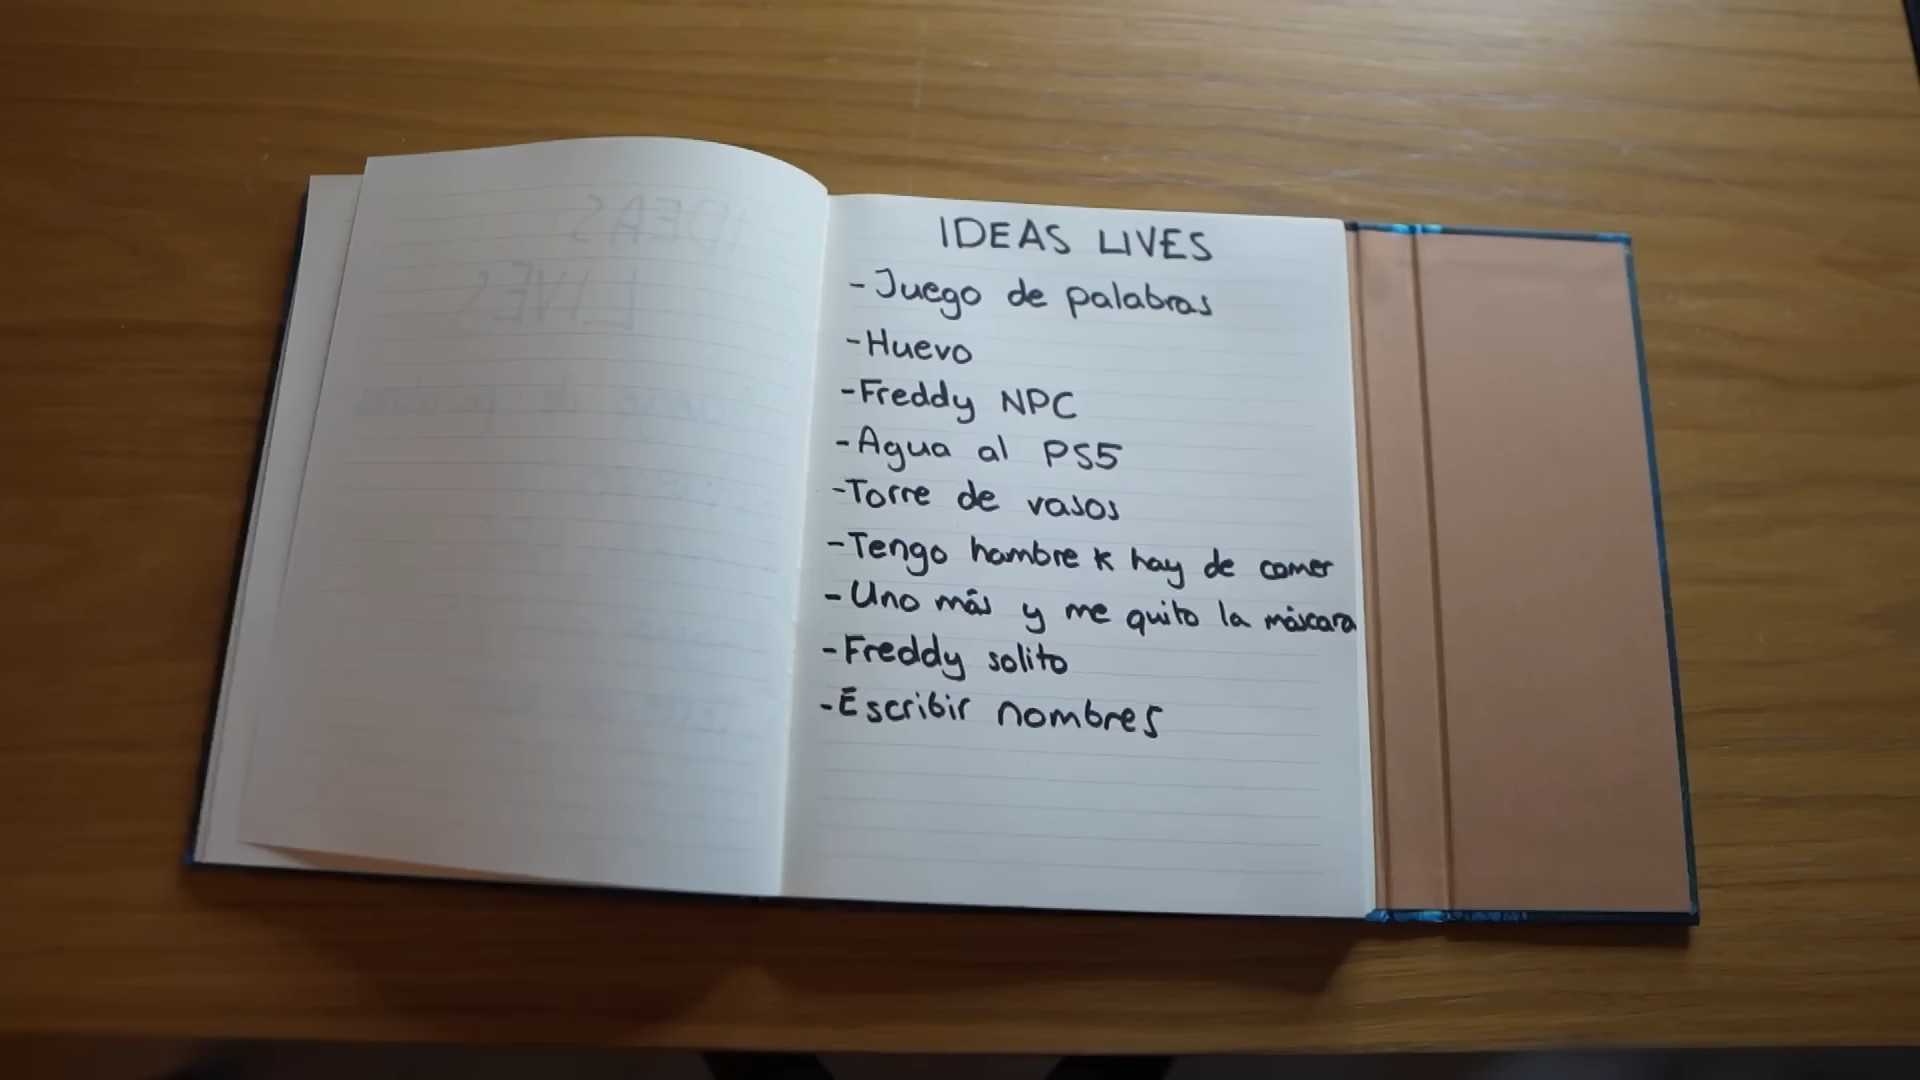 IDEAS LIVES
- Juego de palabras
- Huevo
- Freddy NPC
- Agua al PS5
- Torre de vasos
- Tengo hambre k hay de comer
- Uno más y me quito la máscara
- Freddy solito
- Escribir nombres